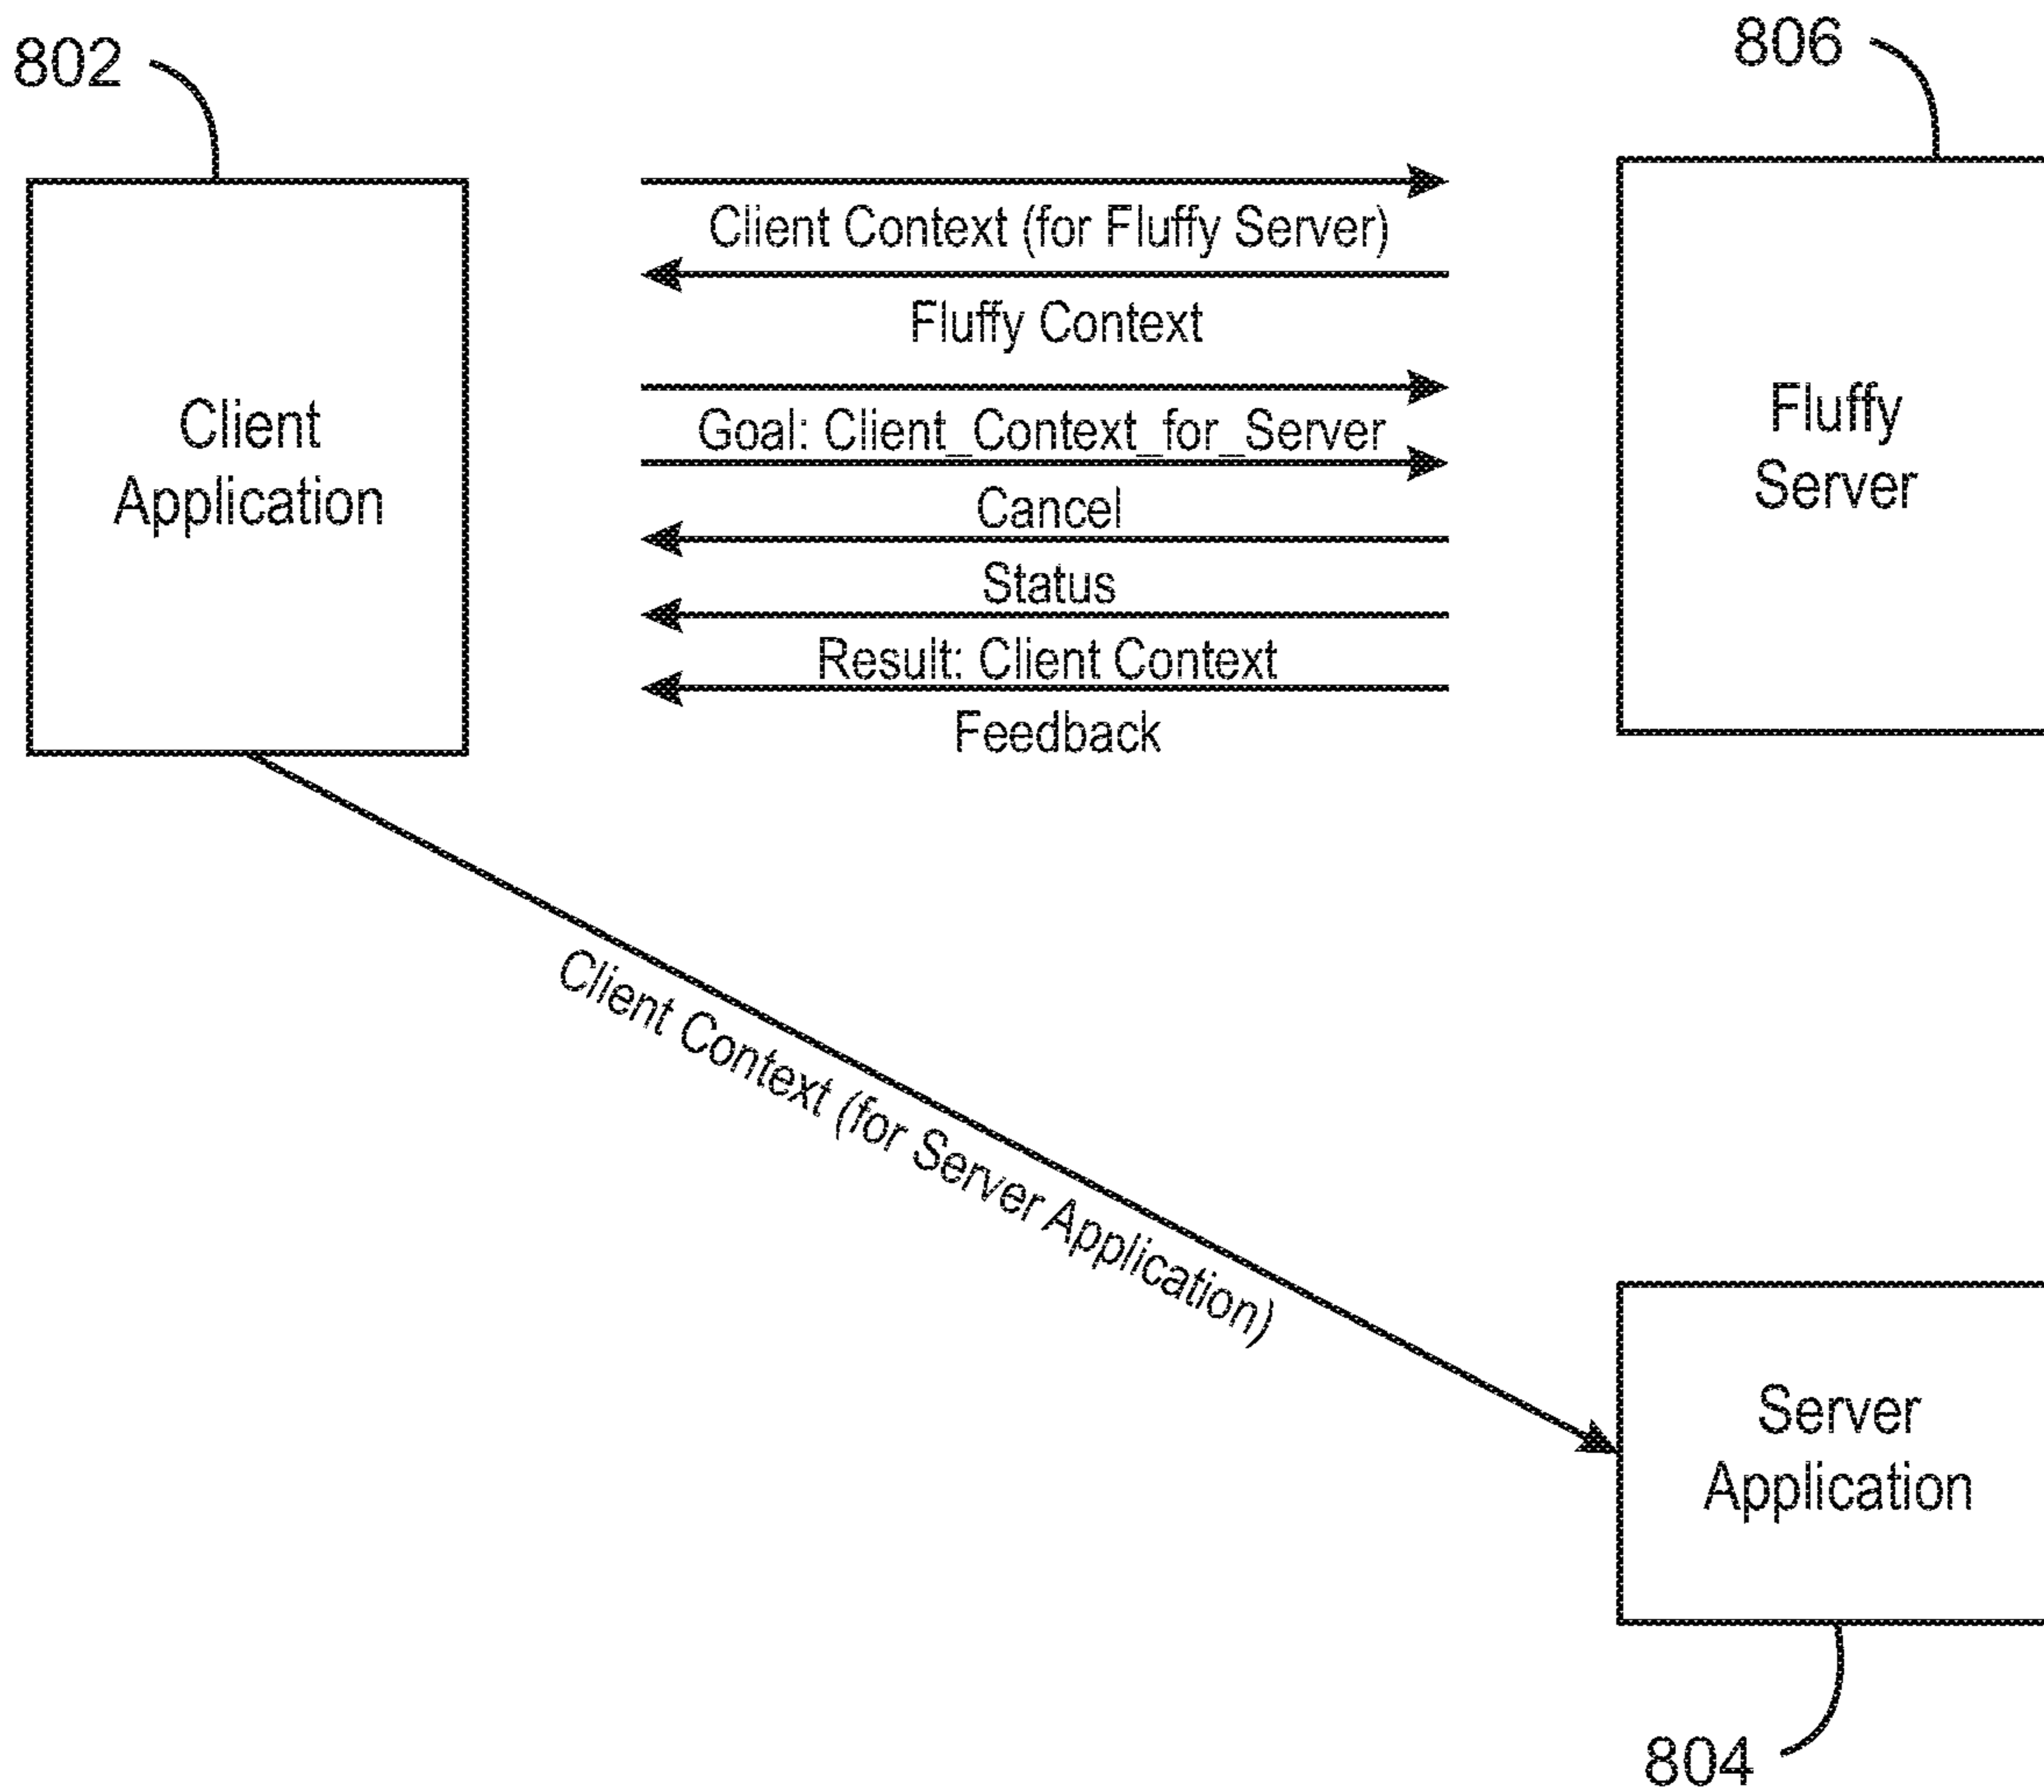 802
806
Client
Application
Client Context (for Fluffy Server)
Fluffy Context
Goal: Client_Context_for_Server
Cancel
Status
Result: Client Context
Feedback
Fluffy
Server
Client Context (for Server Application)
Server
Application
804